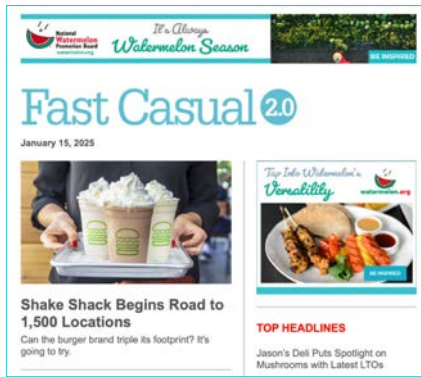 National
Watermelon
Promotion Board
watermelon.org
It's Always
Watermelon Season
BE INSPIRED
Fast Casual 2.0
January 15, 2025
Tap Into Watermelon's
Versatility
watermelon.org
BE INSPIRED
Shake Shack Begins Road to
1,500 Locations
Can the burger brand triple its footprint? It's
going to try.
TOP HEADLINES
Jason's Deli Puts Spotlight on
Mushrooms with Latest LTOs